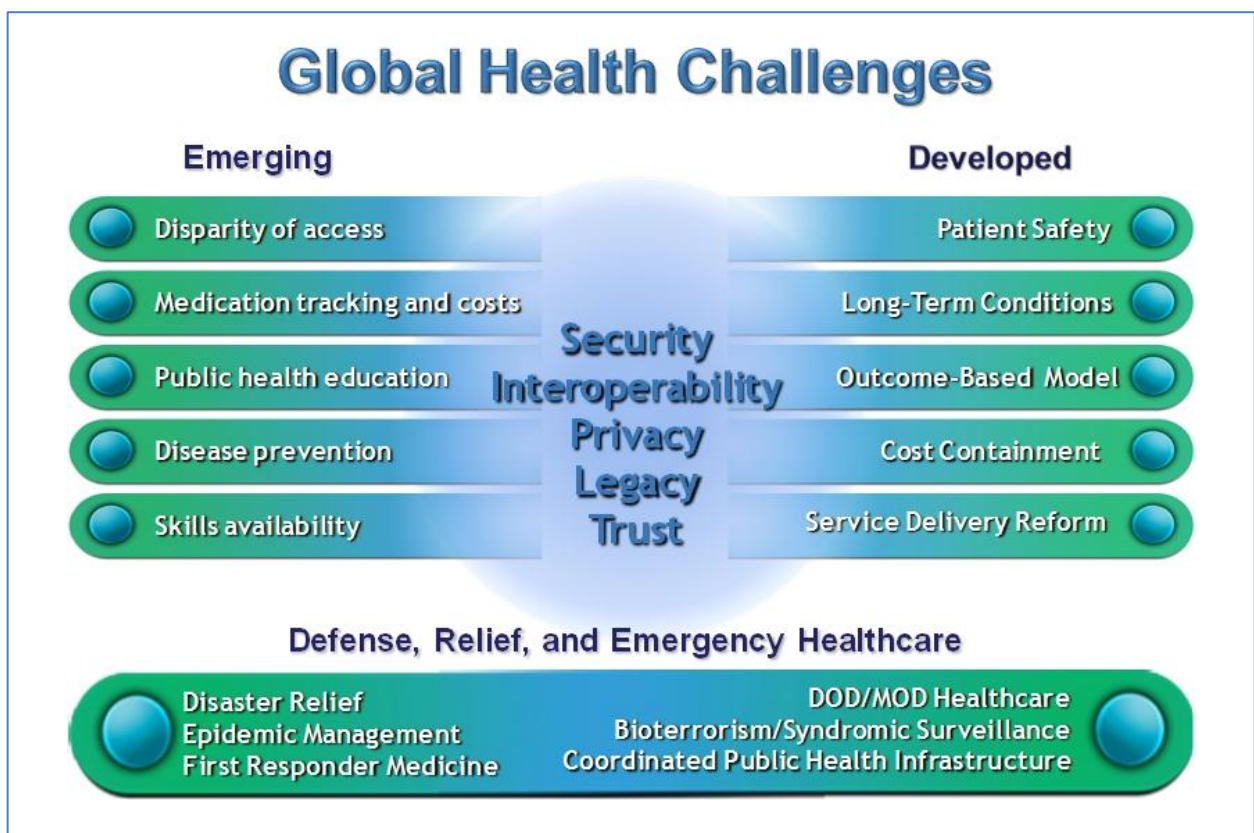 Global Health Challenges
Emerging
Disparity of access
Medication tracking and costs
Public health education
Disease prevention
Skills availability
Security
Interoperability
Privacy
Legacy
Trust
Developed
Patient Safety
Long-Term Conditions
Outcome-Based Model
Cost Containment
Service Delivery Reform
Defense, Relief, and Emergency Healthcare
Disaster Relief
Epidemic Management
First Responder Medicine
DOD/MOD Healthcare
Bioterrorism/Syndromic Surveillance
Coordinated Public Health Infrastructure